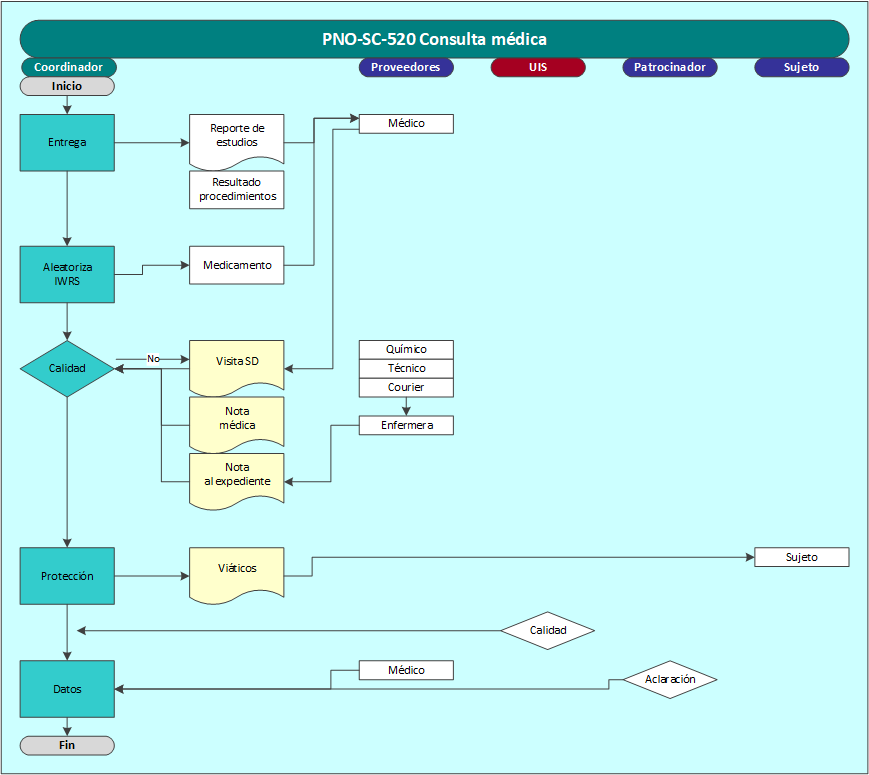 PNO-SC-520 Consulta médica
Coordinador
Proveedores
UIS
Patrocinador
Sujeto
Inicio
Entrega
Reporte de
estudios
Médico
Resultado
procedimientos
Aleatoriza
IWRS
Medicamento
Calidad
No
Visita SD
Químico
Técnico
Courier
Nota
médica
Enfermera
Nota
al expediente
Protección
Viáticos
Sujeto
Calidad
Datos
Médico
Aclaración
Fin